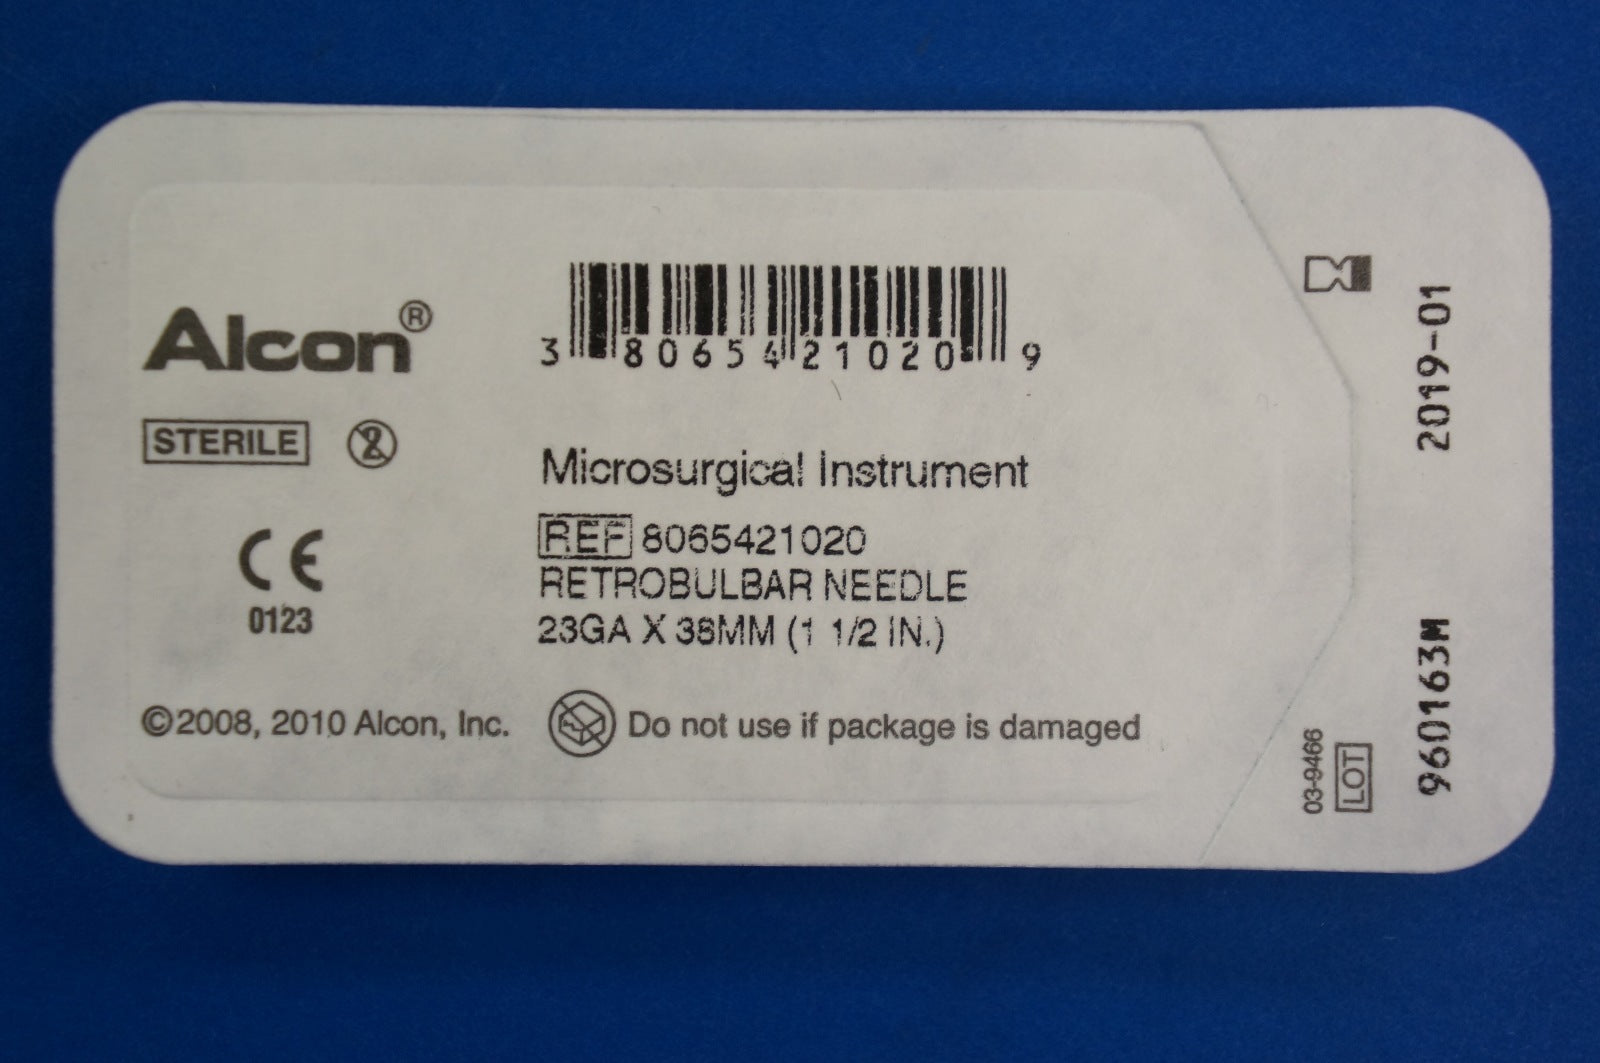 Alcon®
STERILE
2
CE
0123
©2008, 2010 Alcon, Inc.
3 80654 21020 9
Microsurgical Instrument
REF 8065421020
RETROBULBAR NEEDLE
23GA X 38MM (1 1/2 IN.)
Do not use if package is damaged
2019-01
03-9466
LOT
960163M